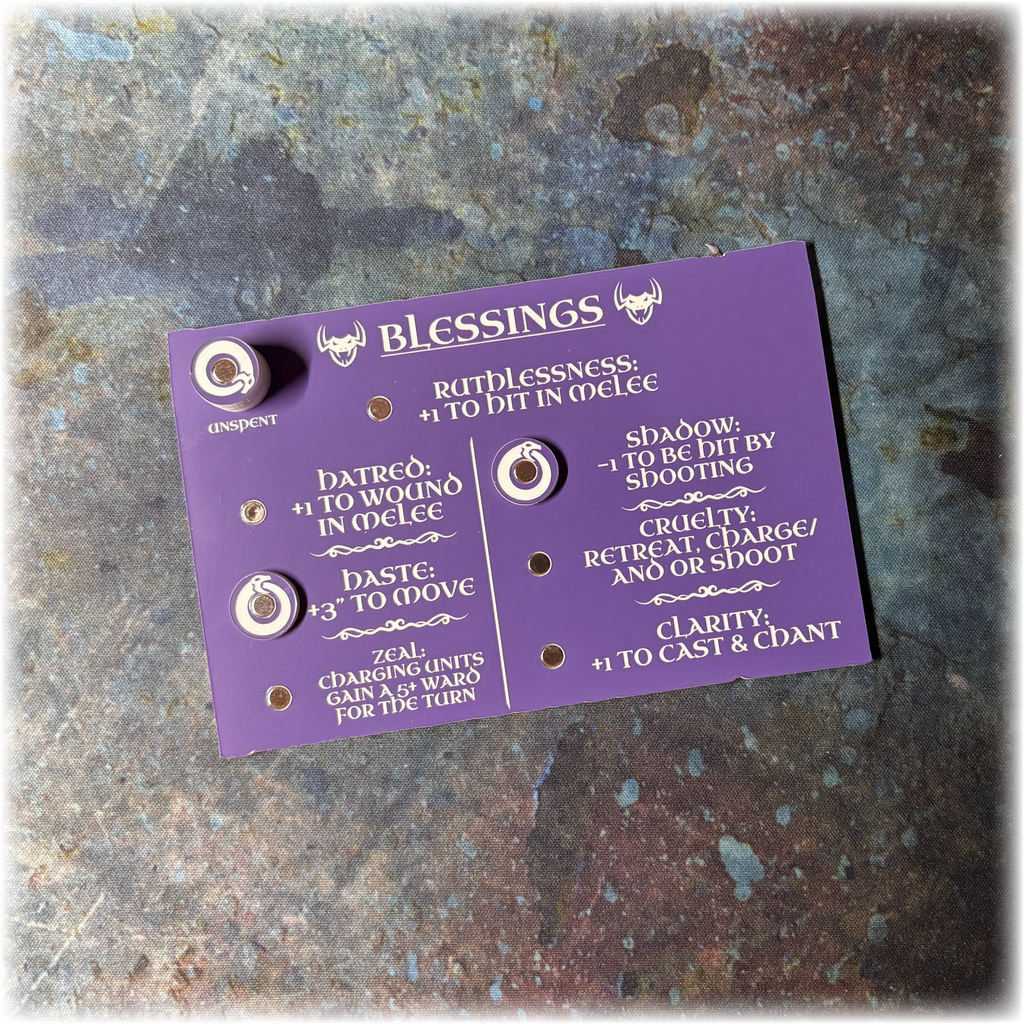 BLESSINGS
UNSPENT
RUTHLESSNESS:
+1 TO HIT IN MELEE
HATRED:
+1 TO WOUND
IN MELEE
HASTE:
+3” TO MOVE
ZEAL:
CHARGING UNITS
GAIN A 5+ WARD
FOR THE TURN
SHADOW:
-1 TO BE HIT BY
SHOOTING
CRUELTY:
RETREAT, CHARGE/
AND OR SHOOT
CLARITY:
+1 TO CAST & CHANT